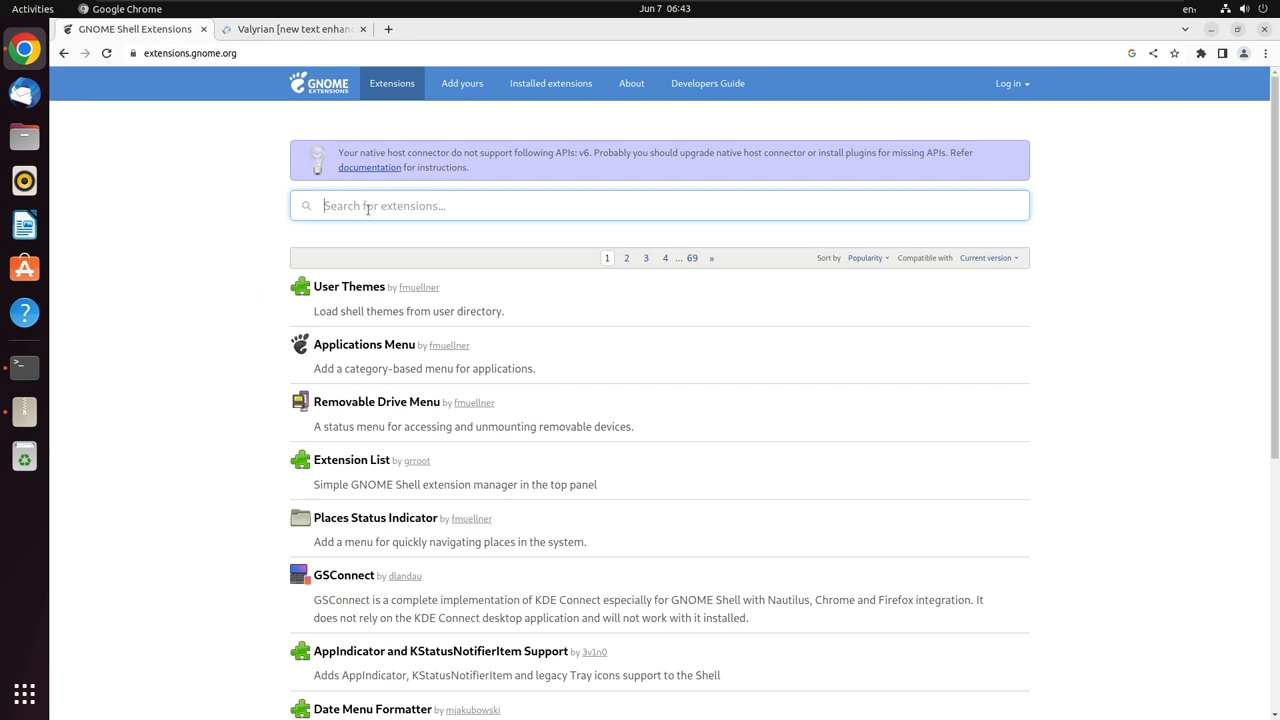 Activities
Google Chrome
Jun 7 06:43
en
GNOME Shell Extensions
Valyrian [new text enhanc
extensions.gnome.org
GNOME
EXTENSIONS
Extensions
Add yours
Installed extensions
About
Developers Guide
Log in
Your native host connector do not support following APIs: v6. Probably you should upgrade native host connector or install plugins for missing APIs. Refer
documentation for instructions.
Search for extensions...
1 2 3 4 ... 69 »
Sort by Popularity
Compatible with Current version
User Themes by fmuellner
Load shell themes from user directory.
Applications Menu by fmuellner
Add a category-based menu for applications.
Removable Drive Menu by fmuellner
A status menu for accessing and unmounting removable devices.
Extension List by grroot
Simple GNOME Shell extension manager in the top panel
Places Status Indicator by fmuellner
Add a menu for quickly navigating places in the system.
GSConnect by dlandau
GSConnect is a complete implementation of KDE Connect especially for GNOME Shell with Nautilus, Chrome and Firefox integration. It
does not rely on the KDE Connect desktop application and will not work with it installed.
AppIndicator and KStatusNotifierItem Support by 3v1n0
Adds AppIndicator, KStatusNotifierItem and legacy Tray icons support to the Shell
Date Menu Formatter by mjakubowski